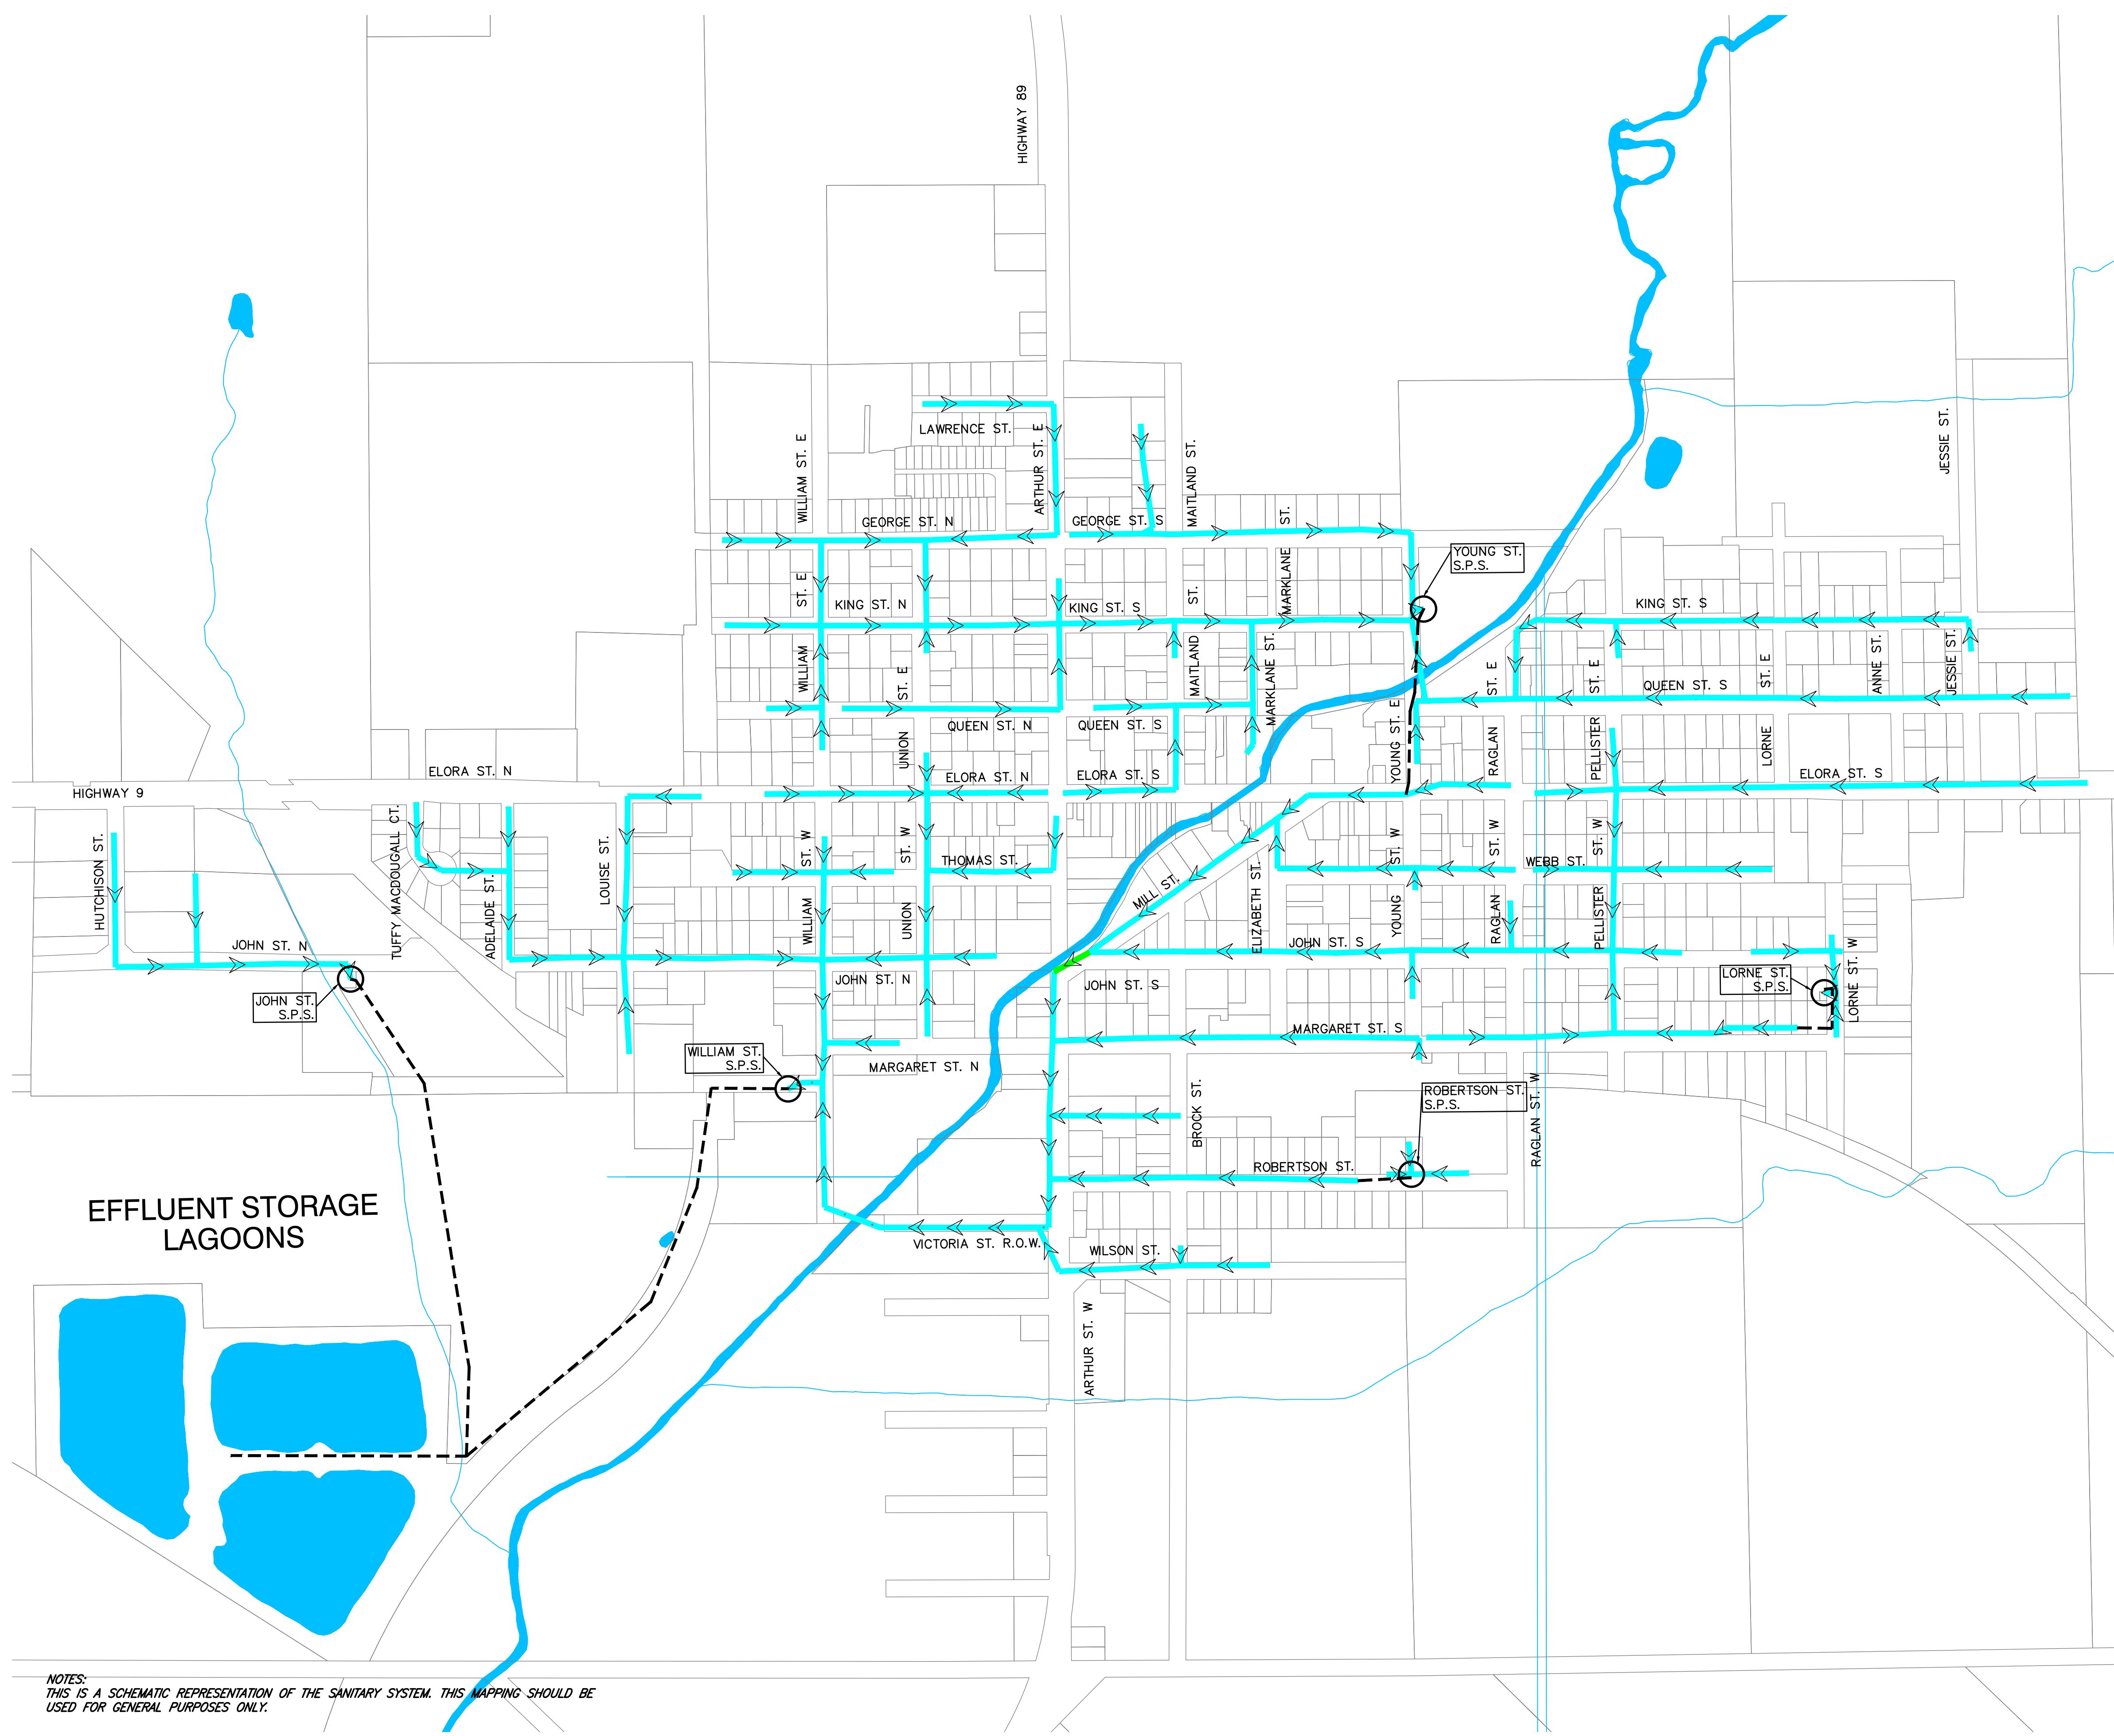 HIGHWAY 89
WILLIAM ST. E
LAWRENCE ST.
ARTHUR ST. E
MAITLAND ST.
JESSIE ST.
GEORGE ST. N
GEORGE ST. S
ST.
MARKLANE
YOUNG ST.
S.P.S.
ST. E
WILLIAM
KING ST. N
KING ST. S
ST.
MAITLAND
KING ST. S
MARKLANE ST.
ST. E
UNION
QUEEN ST. N
QUEEN ST. S
YOUNG ST. E
ST. E
RAGLAN
ST. E
PELLISTER
QUEEN ST. S
ST. E
LORNE
ANNE ST.
JESSIE ST.
ELORA ST. N
HIGHWAY 9
ELORA ST. N
ELORA ST. S
ELORA ST. S
HUTCHISON ST.
TUFFY MACDOUGALL CT.
ADELAIDE ST.
LOUISE ST.
ST. W
WILLIAM
ST. W
UNION
THOMAS ST.
MILL ST.
ELIZABETH ST.
ST. W
YOUNG
ST. W
RAGLAN
WEBB ST.
ST. W
PELLISTER
JOHN ST. N
JOHN ST. S
JOHN ST. N
JOHN ST. S
LORNE ST. W
JOHN ST.
S.P.S.
LORNE ST.
S.P.S.
WILLIAM ST.
S.P.S.
MARGARET ST. N
MARGARET ST. S
BROCK ST.
ROBERTSON ST.
S.P.S.
RAGLAN ST. W
ROBERTSON ST.
EFFLUENT STORAGE
LAGOONS
VICTORIA ST. R.O.W.
WILSON ST.
ARTHUR ST. W
NOTES:
THIS IS A SCHEMATIC REPRESENTATION OF THE SANITARY SYSTEM. THIS MAPPING SHOULD BE
USED FOR GENERAL PURPOSES ONLY.